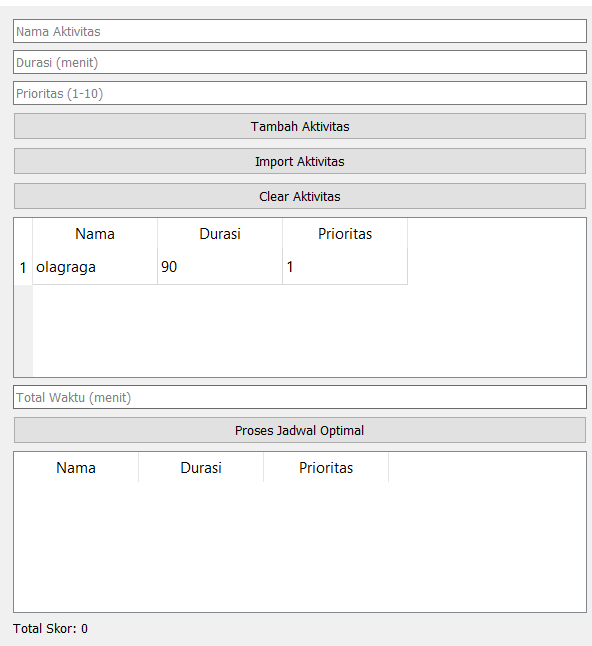 Nama Aktivitas
Durasi (menit)
Prioritas (1-10)
Tambah Aktivitas
Import Aktivitas
Clear Aktivitas
Nama Durasi Prioritas
1 olagraga 90 1
Total Waktu (menit)
Proses Jadwal Optimal
Nama Durasi Prioritas
Total Skor: 0